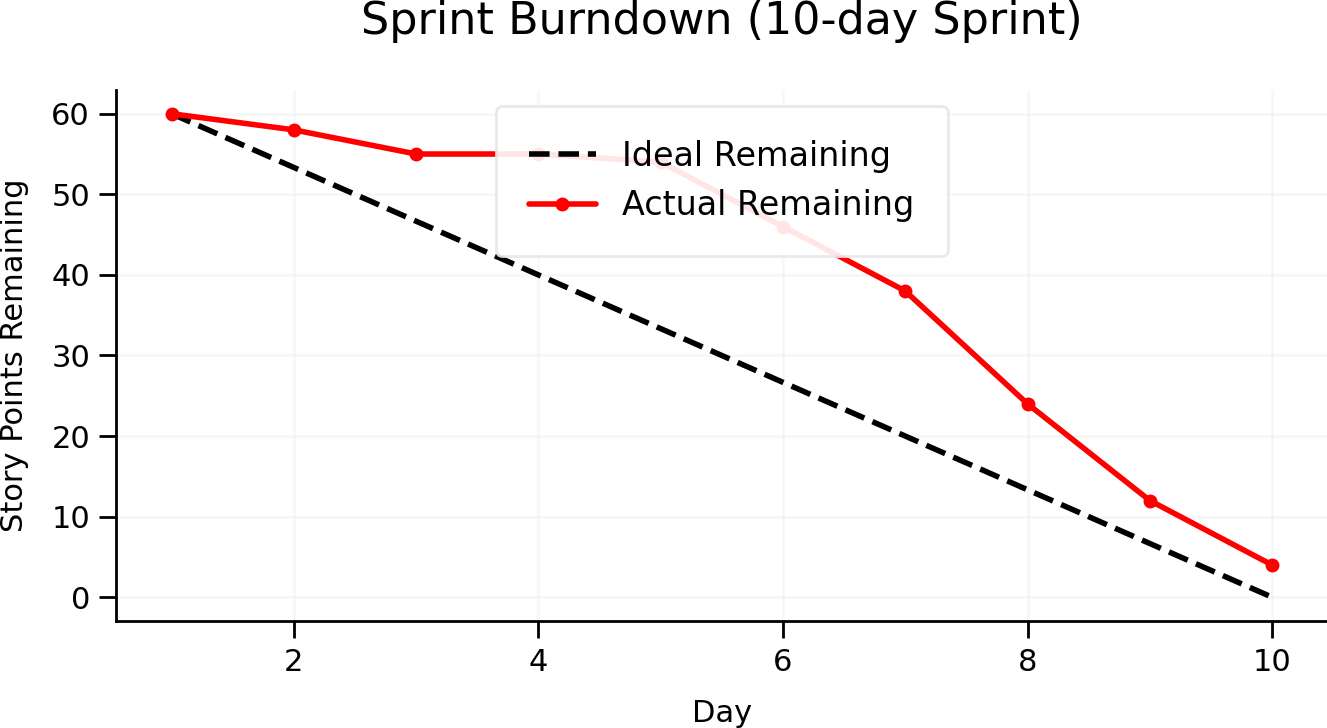 Sprint Burndown (10-day Sprint)
Ideal Remaining
Actual Remaining
Story Points Remaining
60
50
40
30
20
10
0
2
4
6
8
10
Day